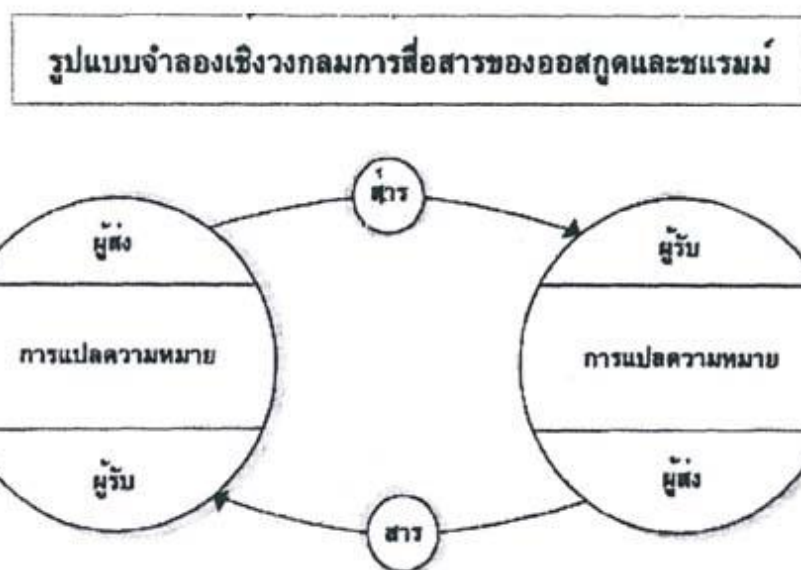 รูปแบบจำลองเชิงวงกลมการสื่อสารของออสกูดและชแรมม์
สาร
ผู้ส่ง
ผู้รับ
การแปลความหมาย
การแปลความหมาย
ผู้รับ
ผู้ส่ง
สาร